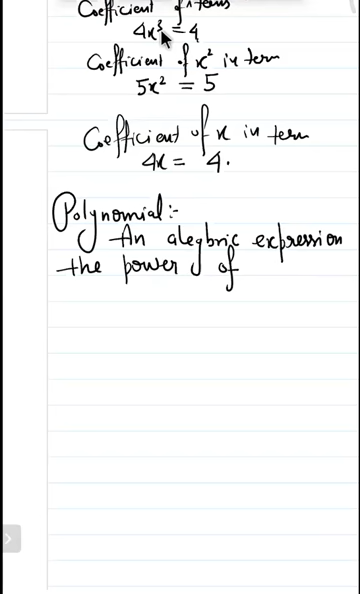 Coefficient of terms
4x³ = 4
Coefficient of x² in term
5x² = 5
Coefficient of x in term
4x = 4.
Polynomial :-
An alegbric expression
the power of